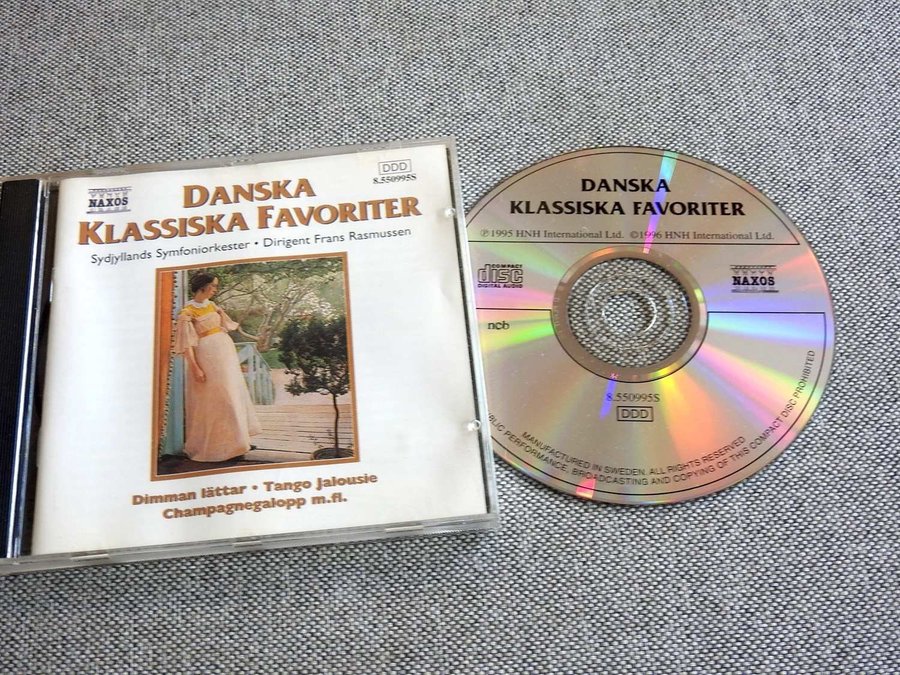 NAXOS
DDD
8.550995S
DANSKA
KLASSISKA FAVORITER
Sydjyllands Symfoniorkester • Dirigent Frans Rasmussen
Dimman lättar • Tango Jalousie
Champagnegalopp m.fl.
DANSKA
KLASSISKA FAVORITER
℗1995 HNH International Ltd. ©1996 HNH International Ltd.
COMPACT
disc
DIGITAL AUDIO
NAXOS
ncb
8.550995S
DDD
MANUFACTURED IN SWEDEN. ALL RIGHTS RESERVED
PERFORMANCE, BROADCASTING AND COPYING OF THIS COMPACT DISC PROHIBITED